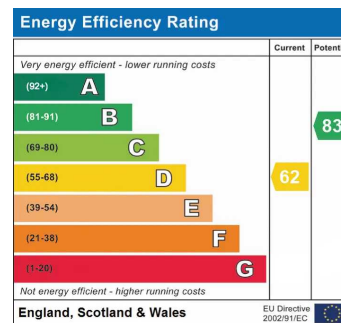 Energy Efficiency Rating
Current Potent
Very energy efficient - lower running costs
(92+) A
(81-91) B
83
(69-80) C
(55-68) D 62
(39-54) E
(21-38) F
(1-20) G
Not energy efficient - higher running costs
England, Scotland & Wales
EU Directive
2002/91/EC